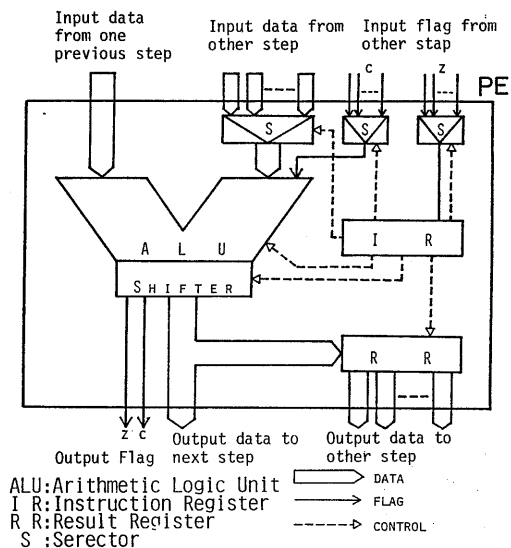 Input data
from one
previous step
Input data from
other step
Input flag from
other stap
c
z
PE
S
S
S
I R
A L U
SHIFTER
R R
z c
Output Flag
Output data to
next step
Output data to
other step
ALU:Arithmetic Logic Unit
I R:Instruction Register
R R:Result Register
S :Serector
DATA
FLAG
CONTROL